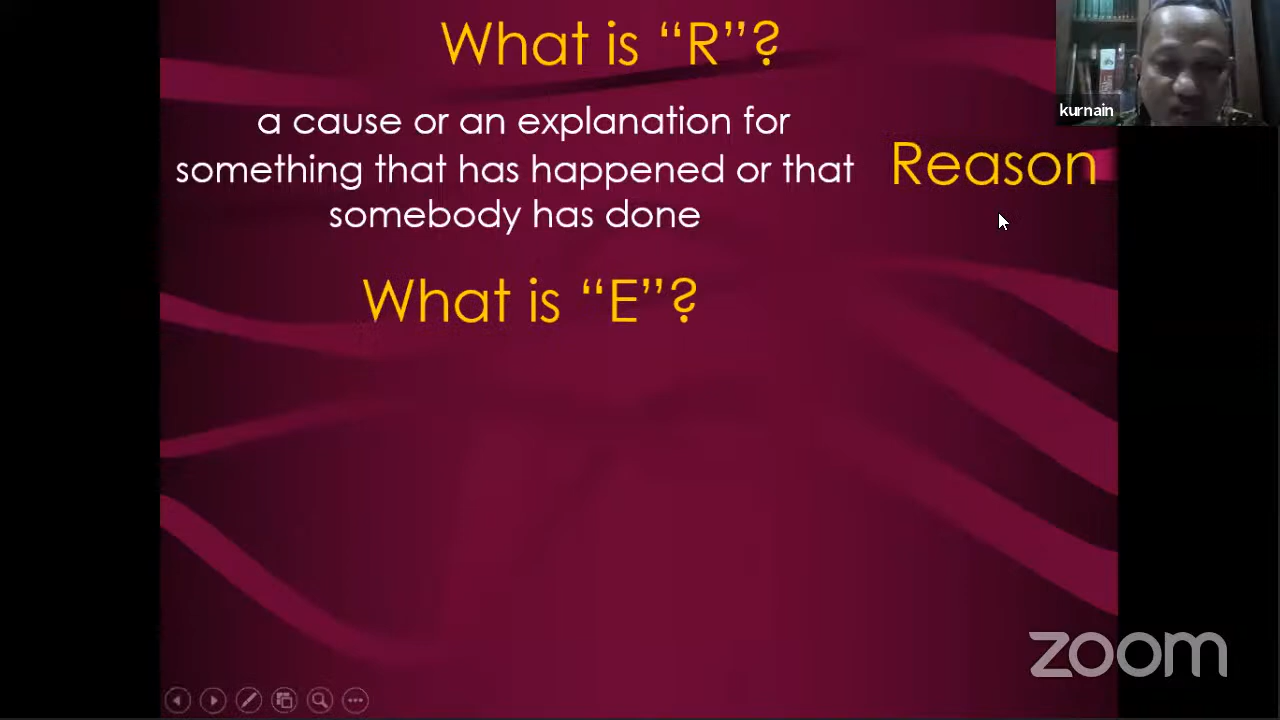 What is “R”?
a cause or an explanation for
something that has happened or that
somebody has done
Reason
What is “E”?
kurnain
zoom